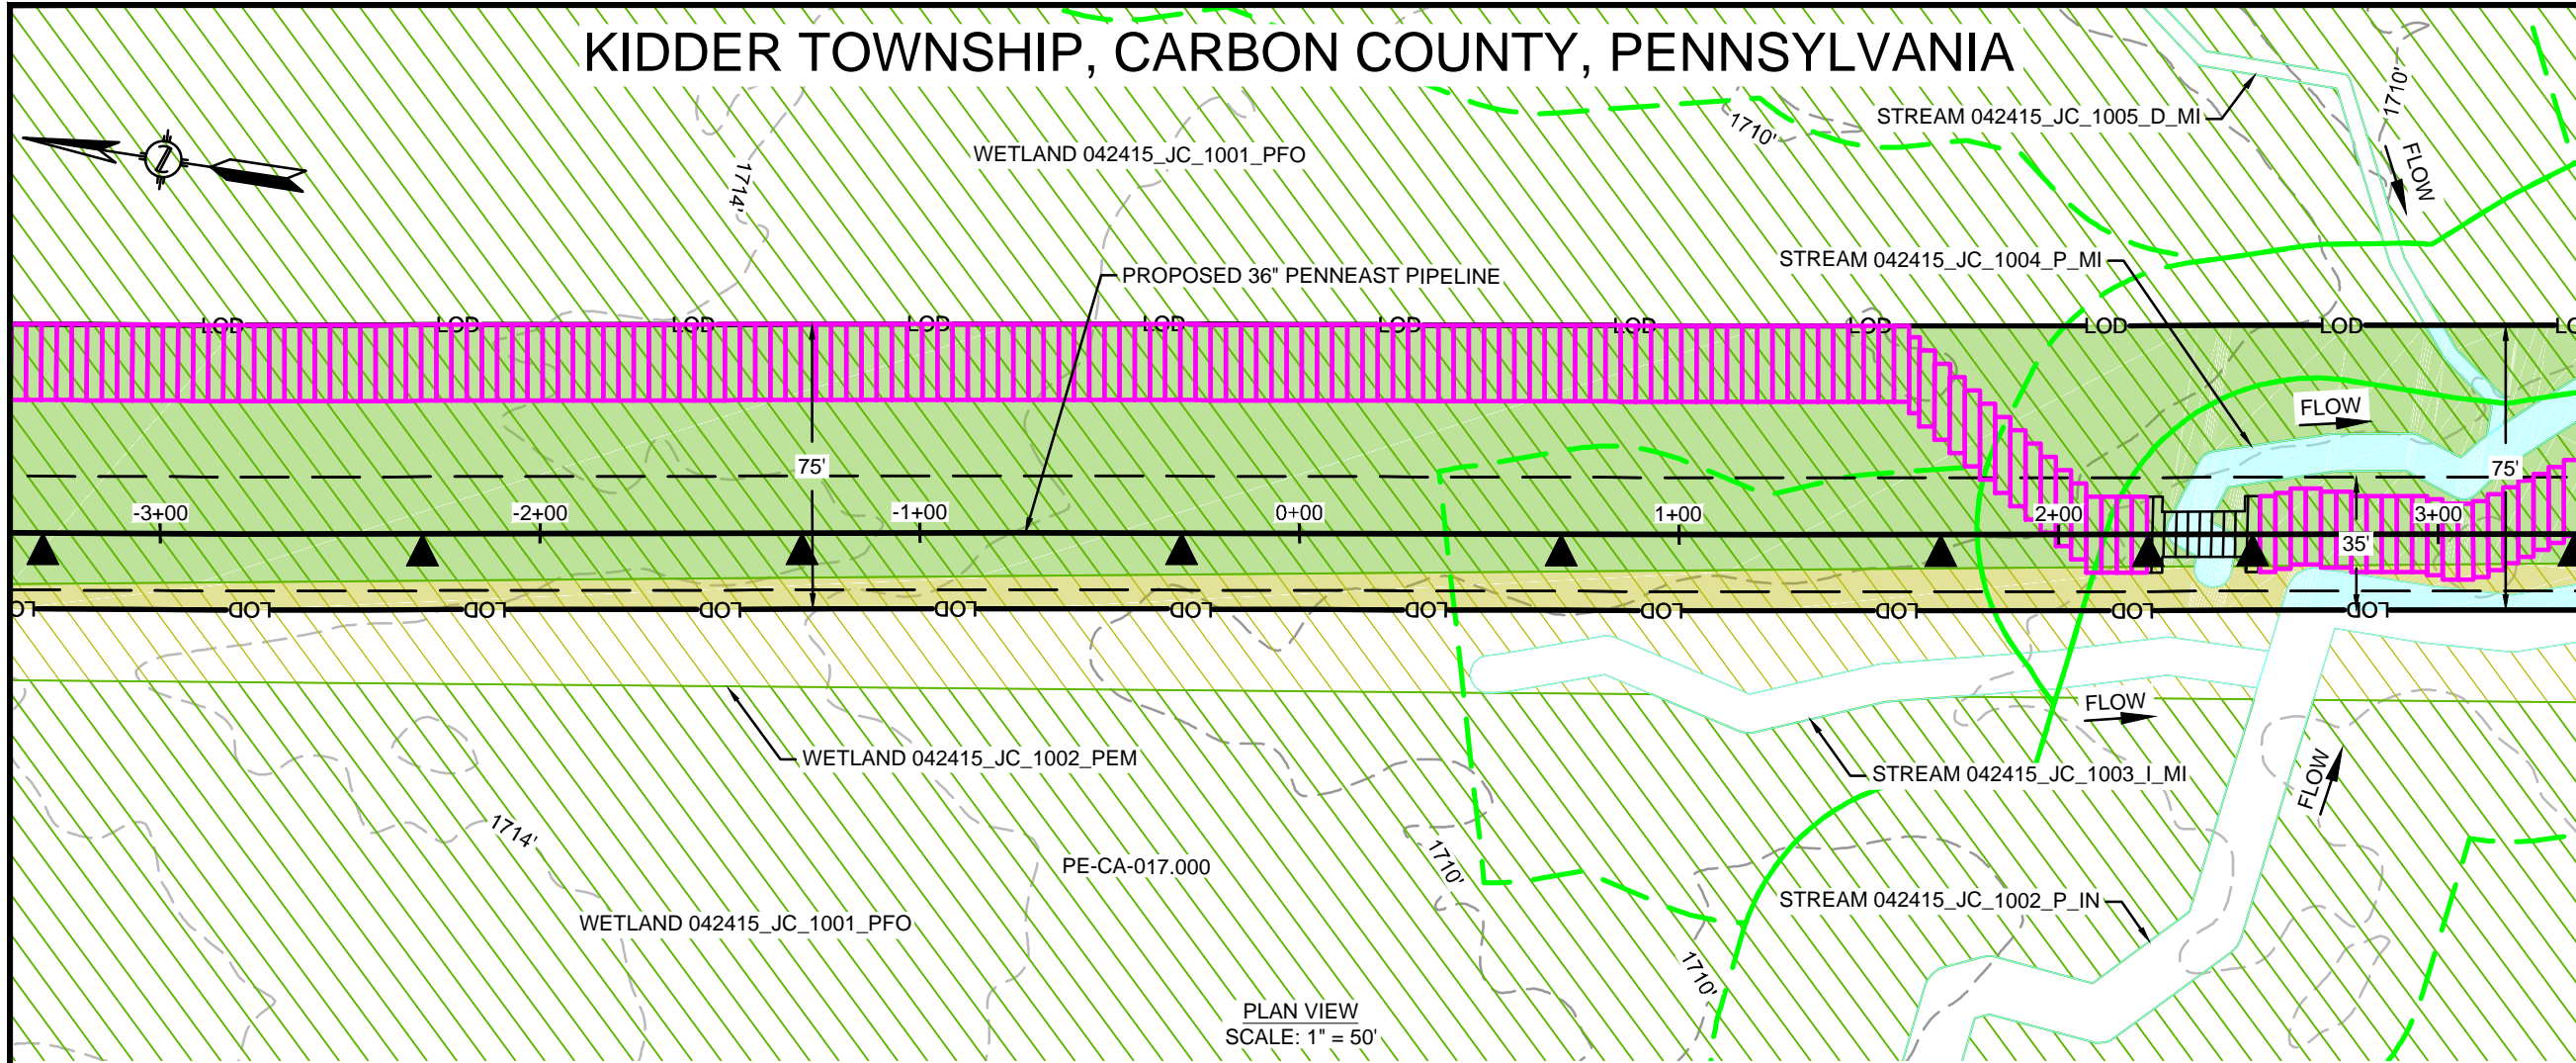 KIDDER TOWNSHIP, CARBON COUNTY, PENNSYLVANIA
1710'
STREAM 042415_JC_1005_D_MI
1710'
WETLAND 042415_JC_1001_PFO
FLOW
1714'
STREAM 042415_JC_1004_P_MI
PROPOSED 36" PENNEAST PIPELINE
LOD LOD LOD LOD LOD LOD LOD LOD LOD LOD LO
FLOW
75' 75'
-3+00 -2+00 -1+00 0+00 1+00 2+00 3+00
35'
LOD LOD LOD LOD LOD LOD LOD LOD LOD LOD
FLOW
WETLAND 042415_JC_1002_PEM
STREAM 042415_JC_1003_I_MI
FLOW
1714'
PE-CA-017.000
1710'
STREAM 042415_JC_1002_P_IN
WETLAND 042415_JC_1001_PFO
1710'
PLAN VIEW
SCALE: 1" = 50'